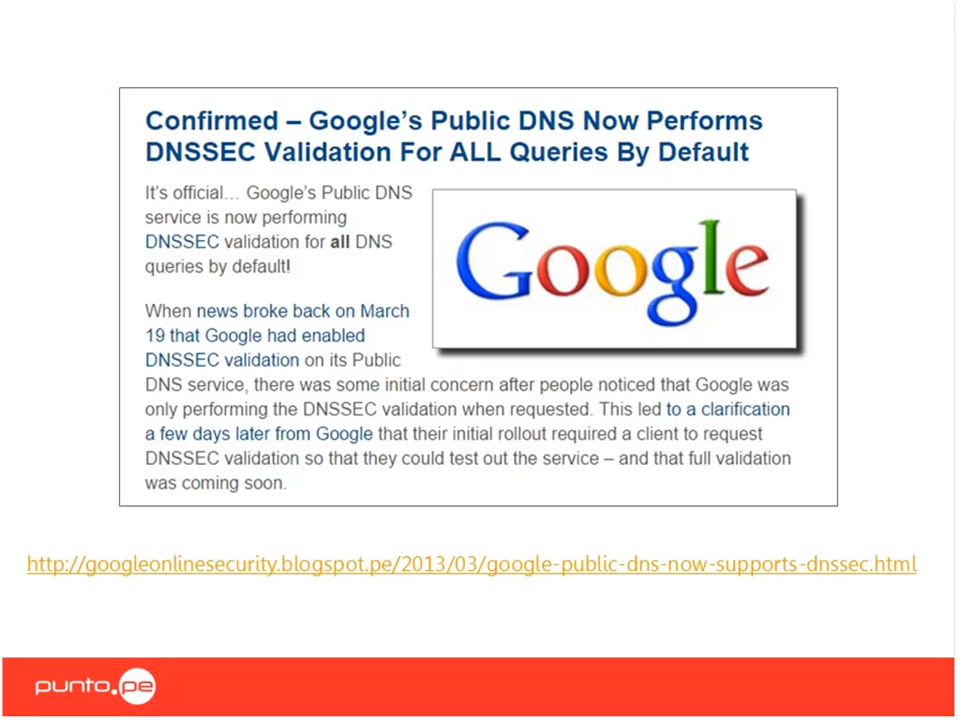 Confirmed – Google's Public DNS Now Performs
DNSSEC Validation For ALL Queries By Default
It's official… Google's Public DNS
service is now performing
DNSSEC validation for all DNS
queries by default!
Google
When news broke back on March
19 that Google had enabled
DNSSEC validation on its Public
DNS service, there was some initial concern after people noticed that Google was
only performing the DNSSEC validation when requested. This led to a clarification
a few days later from Google that their initial rollout required a client to request
DNSSEC validation so that they could test out the service – and that full validation
was coming soon.
http://googleonlinesecurity.blogspot.pe/2013/03/google-public-dns-now-supports-dnssec.html
punto.pe